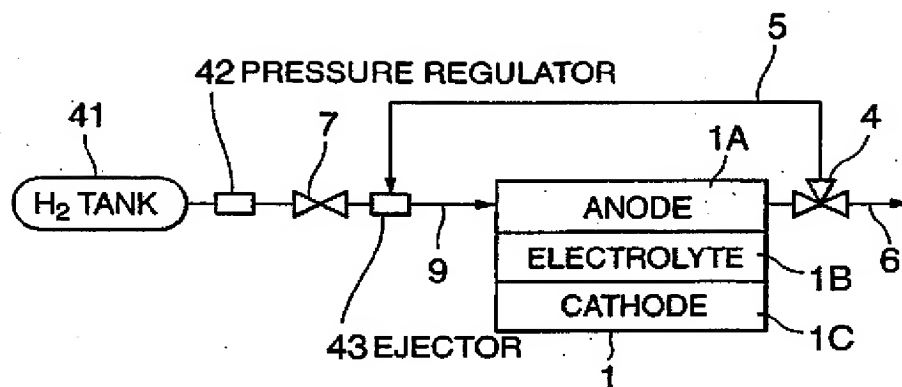 42 PRESSURE REGULATOR
5
41
7
1A
4
H2 TANK
ANODE
9
6
ELECTROLYTE
1B
CATHODE
43 EJECTOR
1C
1